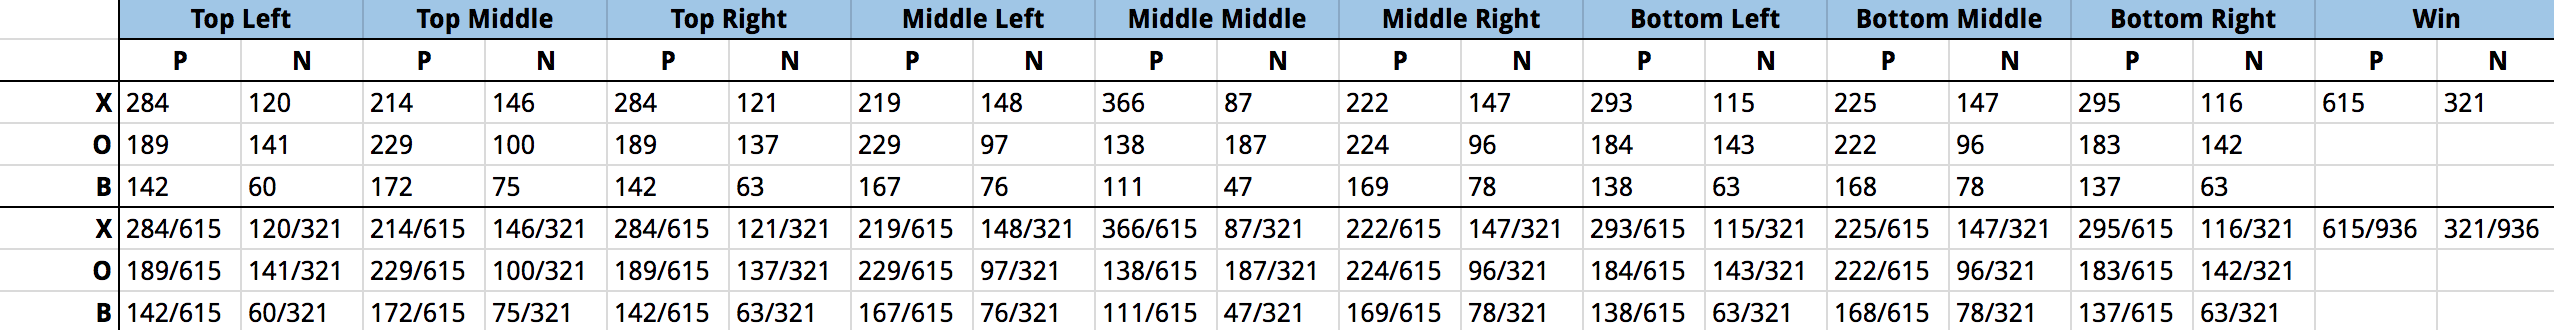 Top Left Top Middle Top Right Middle Left Middle Middle Middle Right Bottom Left Bottom Middle Bottom Right Win
P N P N P N P N P N P N P N P N P N P N
X 284 120 214 146 284 121 219 148 366 87 222 147 293 115 225 147 295 116 615 321
O 189 141 229 100 189 137 229 97 138 187 224 96 184 143 222 96 183 142
B 142 60 172 75 142 63 167 76 111 47 169 78 138 63 168 78 137 63
X 284/615 120/321 214/615 146/321 284/615 121/321 219/615 148/321 366/615 87/321 222/615 147/321 293/615 115/321 225/615 147/321 295/615 116/321 615/936 321/936
O 189/615 141/321 229/615 100/321 189/615 137/321 229/615 97/321 138/615 187/321 224/615 96/321 184/615 143/321 222/615 96/321 183/615 142/321
B 142/615 60/321 172/615 75/321 142/615 63/321 167/615 76/321 111/615 47/321 169/615 78/321 138/615 63/321 168/615 78/321 137/615 63/321